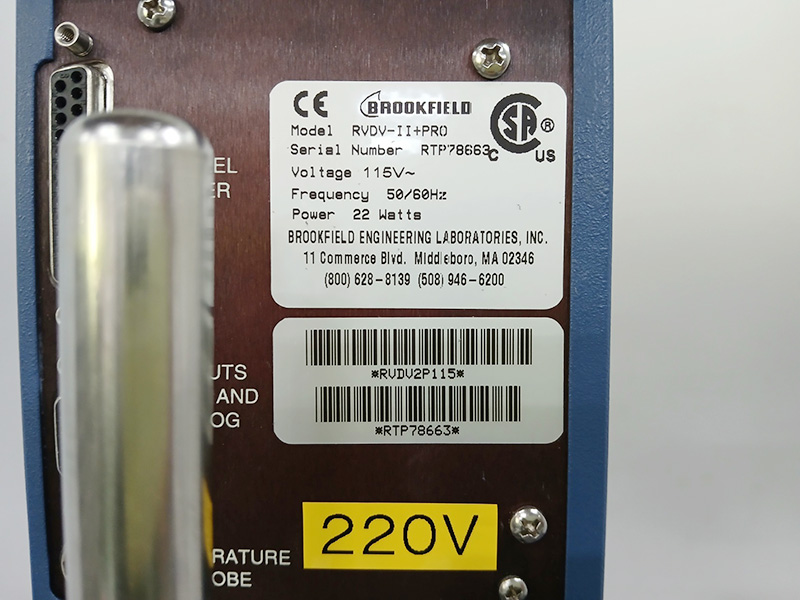 CE BROOKFIELD
Model RVDV-II+PRO
Serial Number RTP78663
Voltage 115V~
Frequency 50/60Hz
Power 22 Watts
BROOKFIELD ENGINEERING LABORATORIES, INC.
11 Commerce Blvd. Middleboro, MA 02346
(800) 628-8139 (508) 946-6200
SA ®
C US
*RVDV2P115*
*RTP78663*
220V
EL
ER
UTS
AND
OG
RATURE
OBE